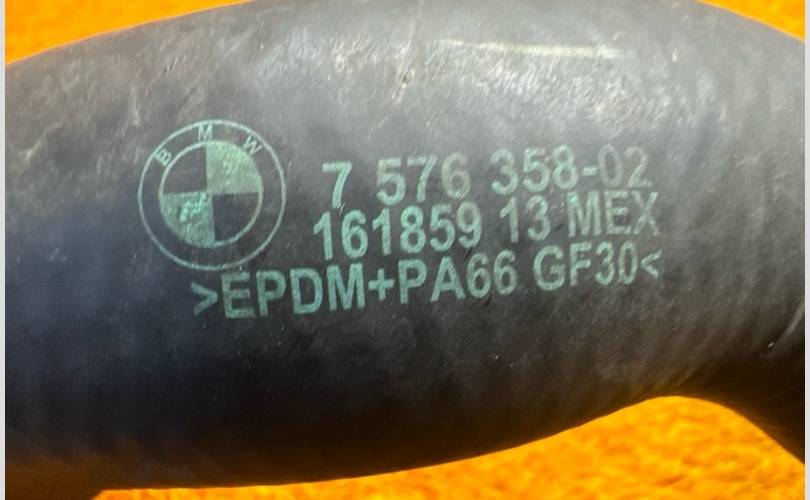 BMW
7 576 358-02
161859 13 MEX
>EPDM+PA66 GF30<